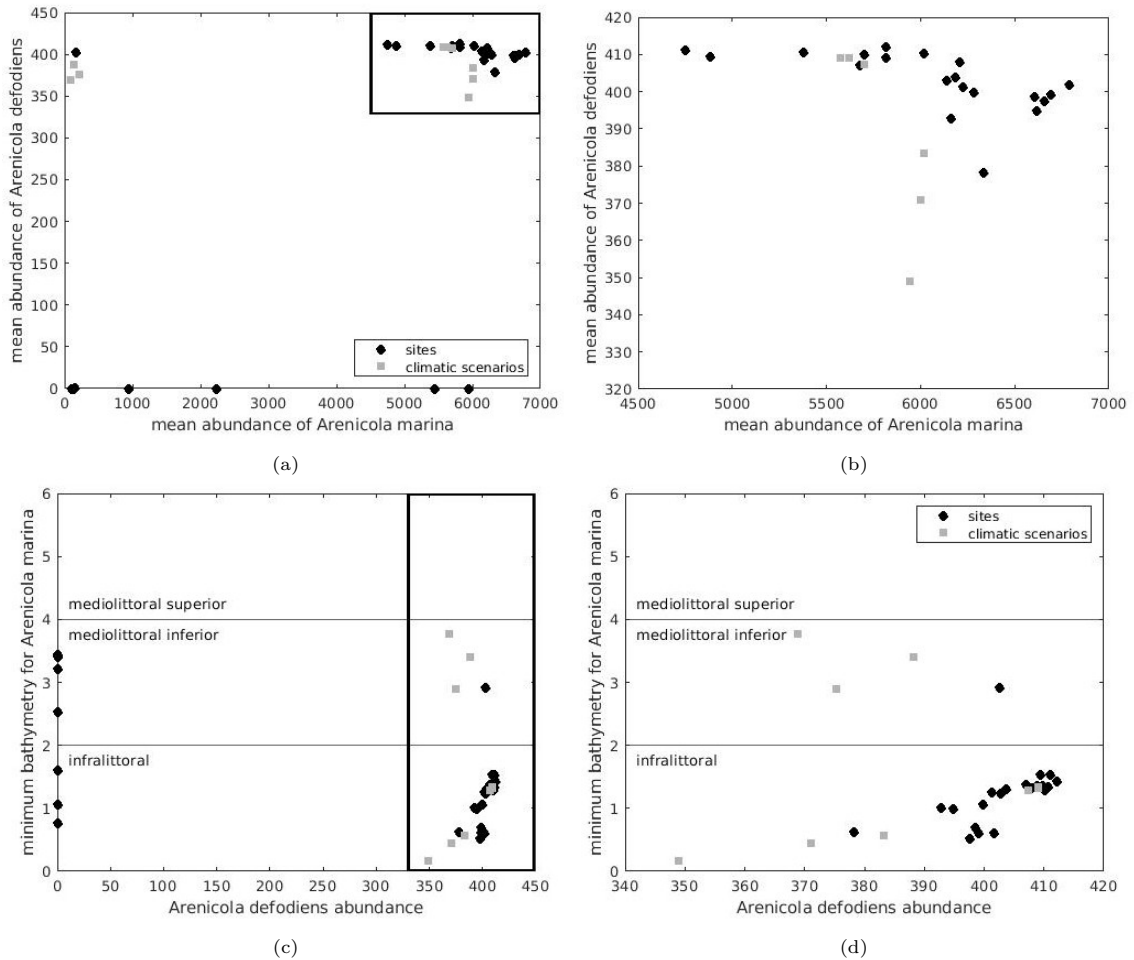 450
400
350
300
250
200
150
100
50
0
mean abundance of Arenicola defodiens
0 1000 2000 3000 4000 5000 6000 7000
mean abundance of Arenicola marina
sites
climatic scenarios
(a)
420
410
400
390
380
370
360
350
340
330
320
mean abundance of Arenicola defodiens
4500 5000 5500 6000 6500 7000
mean abundance of Arenicola marina
(b)
6
5
4
3
2
1
0
minimum bathymetry for Arenicola marina
mediolittoral superior
mediolittoral inferior
infralittoral
0 50 100 150 200 250 300 350 400 450
Arenicola defodiens abundance
(c)
6
5
4
3
2
1
0
minimum bathymetry for Arenicola marina
sites
climatic scenarios
mediolittoral superior
mediolittoral inferior
infralittoral
340 350 360 370 380 390 400 410 420
Arenicola defodiens abundance
(d)